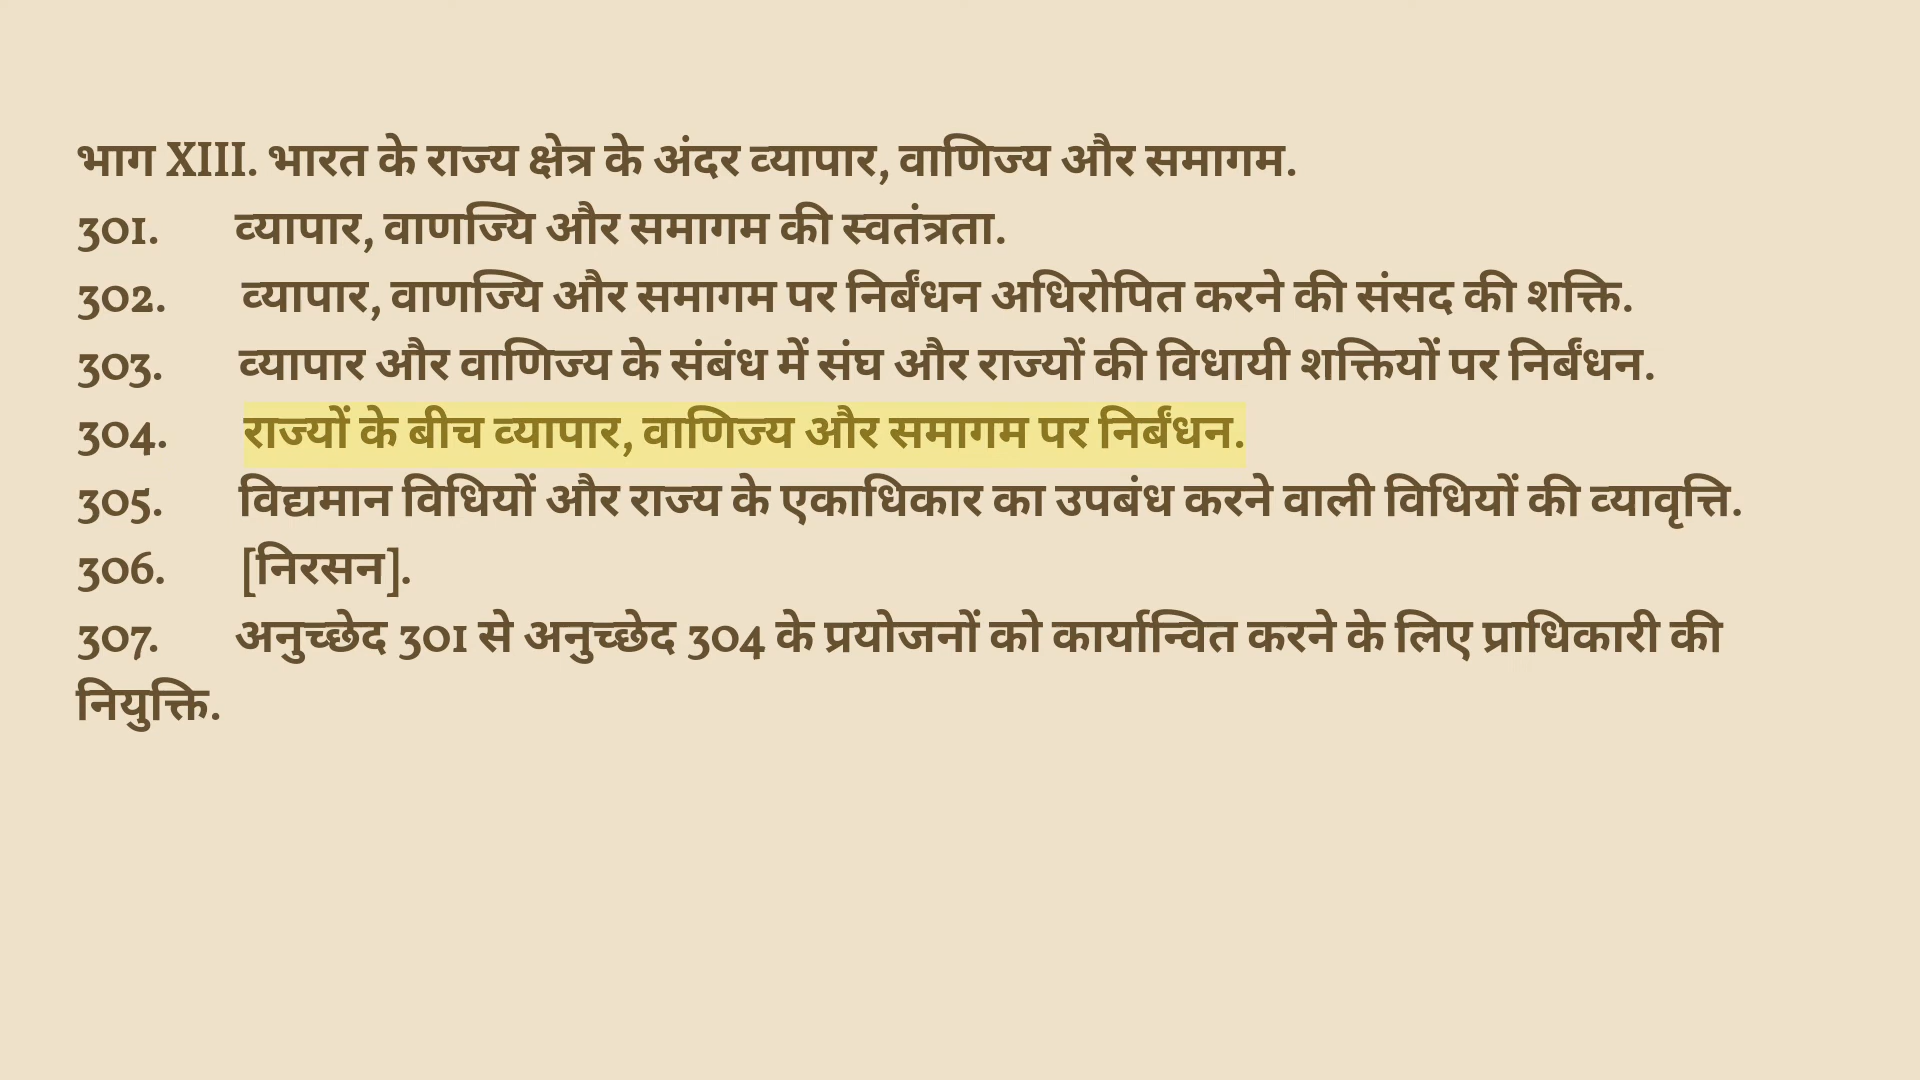 भाग XIII. भारत के राज्य क्षेत्र के अंदर व्यापार, वाणिज्य और समागम.
301. व्यापार, वाणज्यि और समागम की स्वतंत्रता.
302. व्यापार, वाणज्यि और समागम पर निर्बंधन अधिरोपित करने की संसद की शक्ति.
303. व्यापार और वाणिज्य के संबंध में संघ और राज्यों की विधायी शक्तियों पर निर्बंधन.
304. राज्यों के बीच व्यापार, वाणिज्य और समागम पर निर्बंधन.
305. विद्यमान विधियों और राज्य के एकाधिकार का उपबंध करने वाली विधियों की व्यावृत्ति.
306. [निरसन].
307. अनुच्छेद 301 से अनुच्छेद 304 के प्रयोजनों को कार्यान्वित करने के लिए प्राधिकारी की
नियुक्ति.